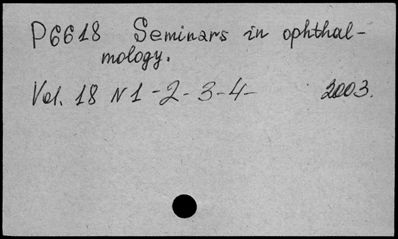 P6618 Seminars in ophthal-
mology.
Vol. 18 N1-2-3-4- 2003.